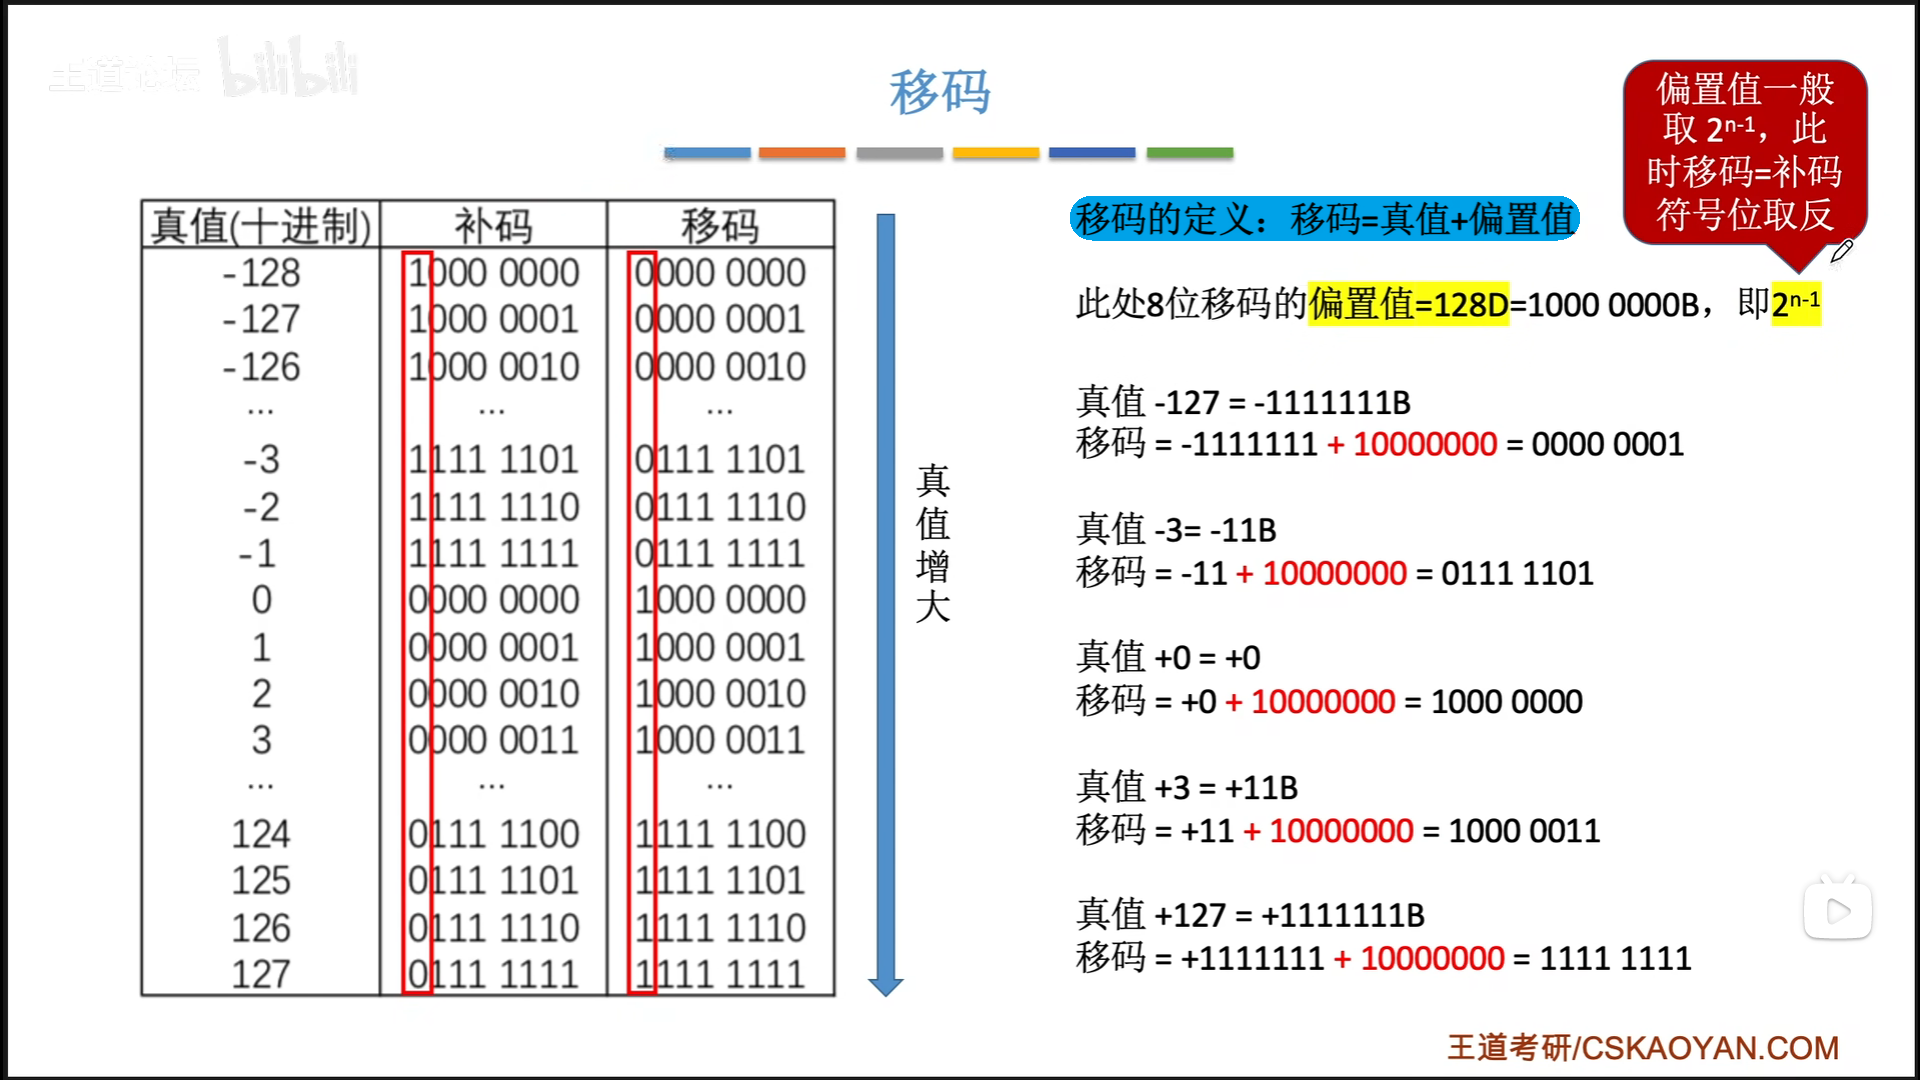 王道论坛 bilibili
移码
偏置值一般
取 2ⁿ⁻¹，此
时移码=补码
符号位取反
真值(十进制) 补码 移码
-128 1000 0000 0000 0000
-127 1000 0001 0000 0001
-126 1000 0010 0000 0010
... ... ...
-3 1111 1101 0111 1101
-2 1111 1110 0111 1110
-1 1111 1111 0111 1111
0 0000 0000 1000 0000
1 0000 0001 1000 0001
2 0000 0010 1000 0010
3 0000 0011 1000 0011
... ... ...
124 0111 1100 1111 1100
125 0111 1101 1111 1101
126 0111 1110 1111 1110
127 0111 1111 1111 1111
真值增大
移码的定义：移码=真值+偏置值
此处8位移码的偏置值=128D=1000 0000B，即2ⁿ⁻¹
真值 -127 = -1111111B
移码 = -1111111 + 10000000 = 0000 0001
真值 -3= -11B
移码 = -11 + 10000000 = 0111 1101
真值 +0 = +0
移码 = +0 + 10000000 = 1000 0000
真值 +3 = +11B
移码 = +11 + 10000000 = 1000 0011
真值 +127 = +1111111B
移码 = +1111111 + 10000000 = 1111 1111
王道考研/CSKAOYAN.COM